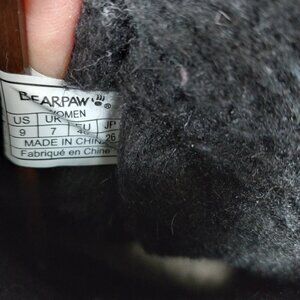 BEARPAW
WOMEN
US UK EU JP
9 7 26
MADE IN CHINA
Fabriqué en Chine